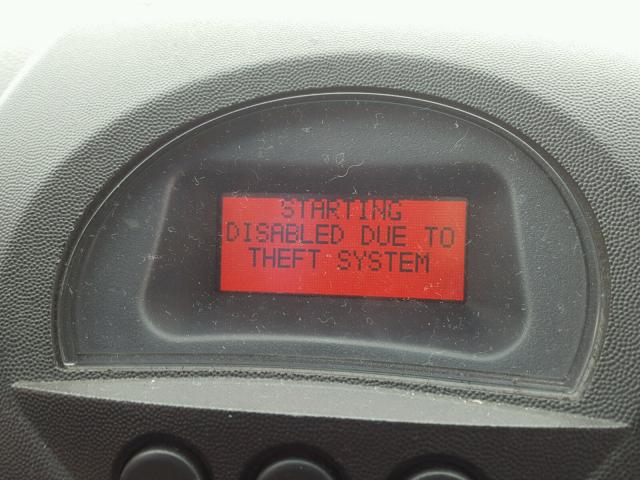 STARTING
DISABLED DUE TO
THEFT SYSTEM